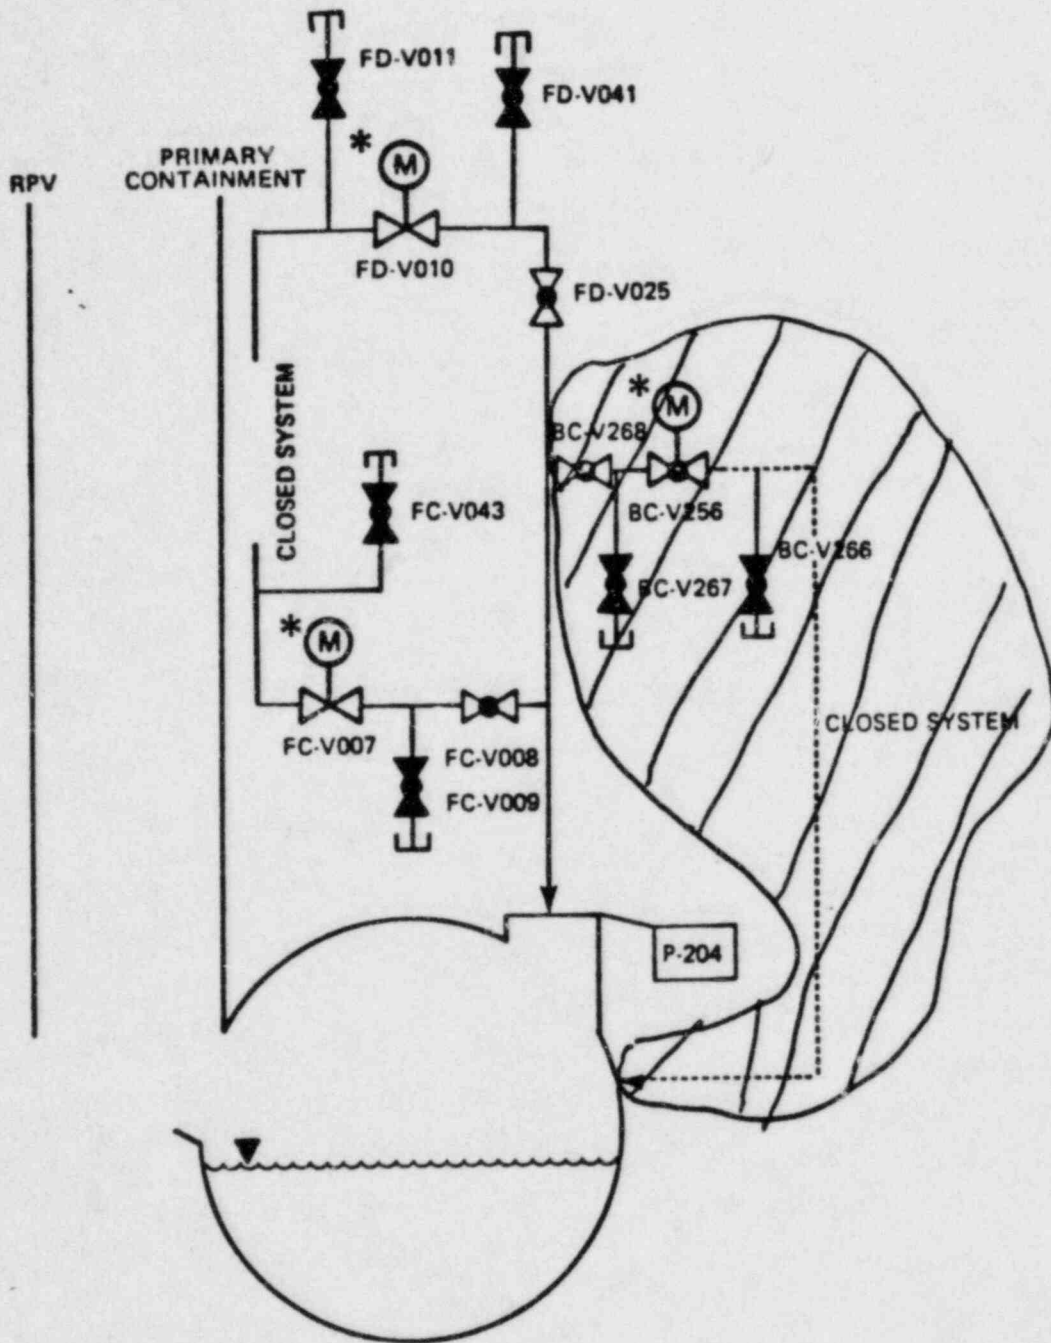 FD-V011
FD-V041
*
M
PRIMARY
CONTAINMENT
RPV
FD-V010
FD-V025
CLOSED SYSTEM
*
M
BC-V268
FC-V043
BC-V256
BC-V266
BC-V267
*
M
CLOSED SYSTEM
FC-V007
FC-V008
FC-V009
P-204